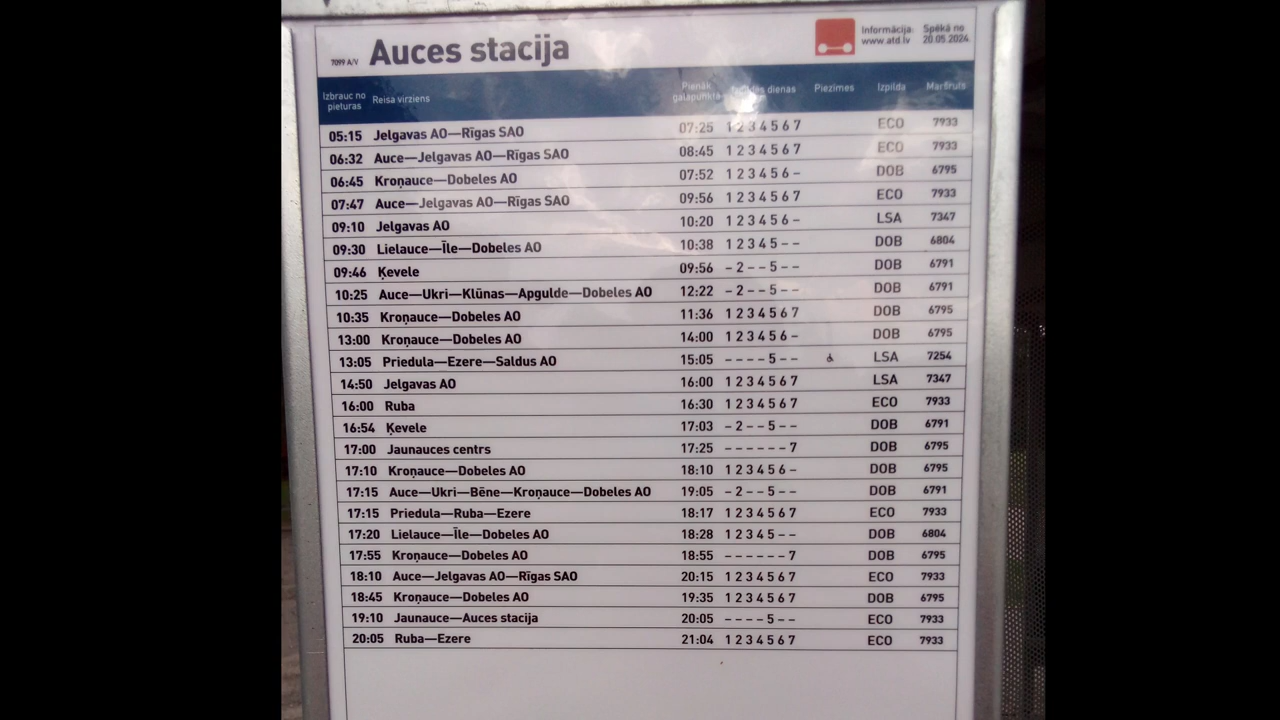 7099 A/V Auces stacija Informācija: www.atd.lv Spēkā no 20.05.2024.
Izbrauc no pieturas Reisa virziens Pienāk galapunktā dienas Piezīmes Izpilda Maršruts
05:15 Jelgavas AO—Rīgas SAO 07:25 1 2 3 4 5 6 7 ECO 7933
06:32 Auce—Jelgavas AO—Rīgas SAO 08:45 1 2 3 4 5 6 7 ECO 7933
06:45 Kroņauce—Dobeles AO 07:52 1 2 3 4 5 6 – DOB 6795
07:47 Auce—Jelgavas AO—Rīgas SAO 09:56 1 2 3 4 5 6 7 ECO 7933
09:10 Jelgavas AO 10:20 1 2 3 4 5 6 – LSA 7347
09:30 Lielauce—Īle—Dobeles AO 10:38 1 2 3 4 5 – – DOB 6804
09:46 Ķevele 09:56 – 2 – – 5 – – DOB 6791
10:25 Auce—Ukri—Klūnas—Apgulde—Dobeles AO 12:22 – 2 – – 5 – – DOB 6791
10:35 Kroņauce—Dobeles AO 11:36 1 2 3 4 5 6 7 DOB 6795
13:00 Kroņauce—Dobeles AO 14:00 1 2 3 4 5 6 – DOB 6795
13:05 Priedula—Ezere—Saldus AO 15:05 – – – – 5 – – ♿ LSA 7254
14:50 Jelgavas AO 16:00 1 2 3 4 5 6 7 LSA 7347
16:00 Ruba 16:30 1 2 3 4 5 6 7 ECO 7933
16:54 Ķevele 17:03 – 2 – – 5 – – DOB 6791
17:00 Jaunauces centrs 17:25 – – – – – – 7 DOB 6795
17:10 Kroņauce—Dobeles AO 18:10 1 2 3 4 5 6 – DOB 6795
17:15 Auce—Ukri—Bēne—Kroņauce—Dobeles AO 19:05 – 2 – – 5 – – DOB 6791
17:15 Priedula—Ruba—Ezere 18:17 1 2 3 4 5 6 7 ECO 7933
17:20 Lielauce—Īle—Dobeles AO 18:28 1 2 3 4 5 – – DOB 6804
17:55 Kroņauce—Dobeles AO 18:55 – – – – – – 7 DOB 6795
18:10 Auce—Jelgavas AO—Rīgas SAO 20:15 1 2 3 4 5 6 7 ECO 7933
18:45 Kroņauce—Dobeles AO 19:35 1 2 3 4 5 6 7 DOB 6795
19:10 Jaunauce—Auces stacija 20:05 – – – – 5 – – ECO 7933
20:05 Ruba—Ezere 21:04 1 2 3 4 5 6 7 ECO 7933